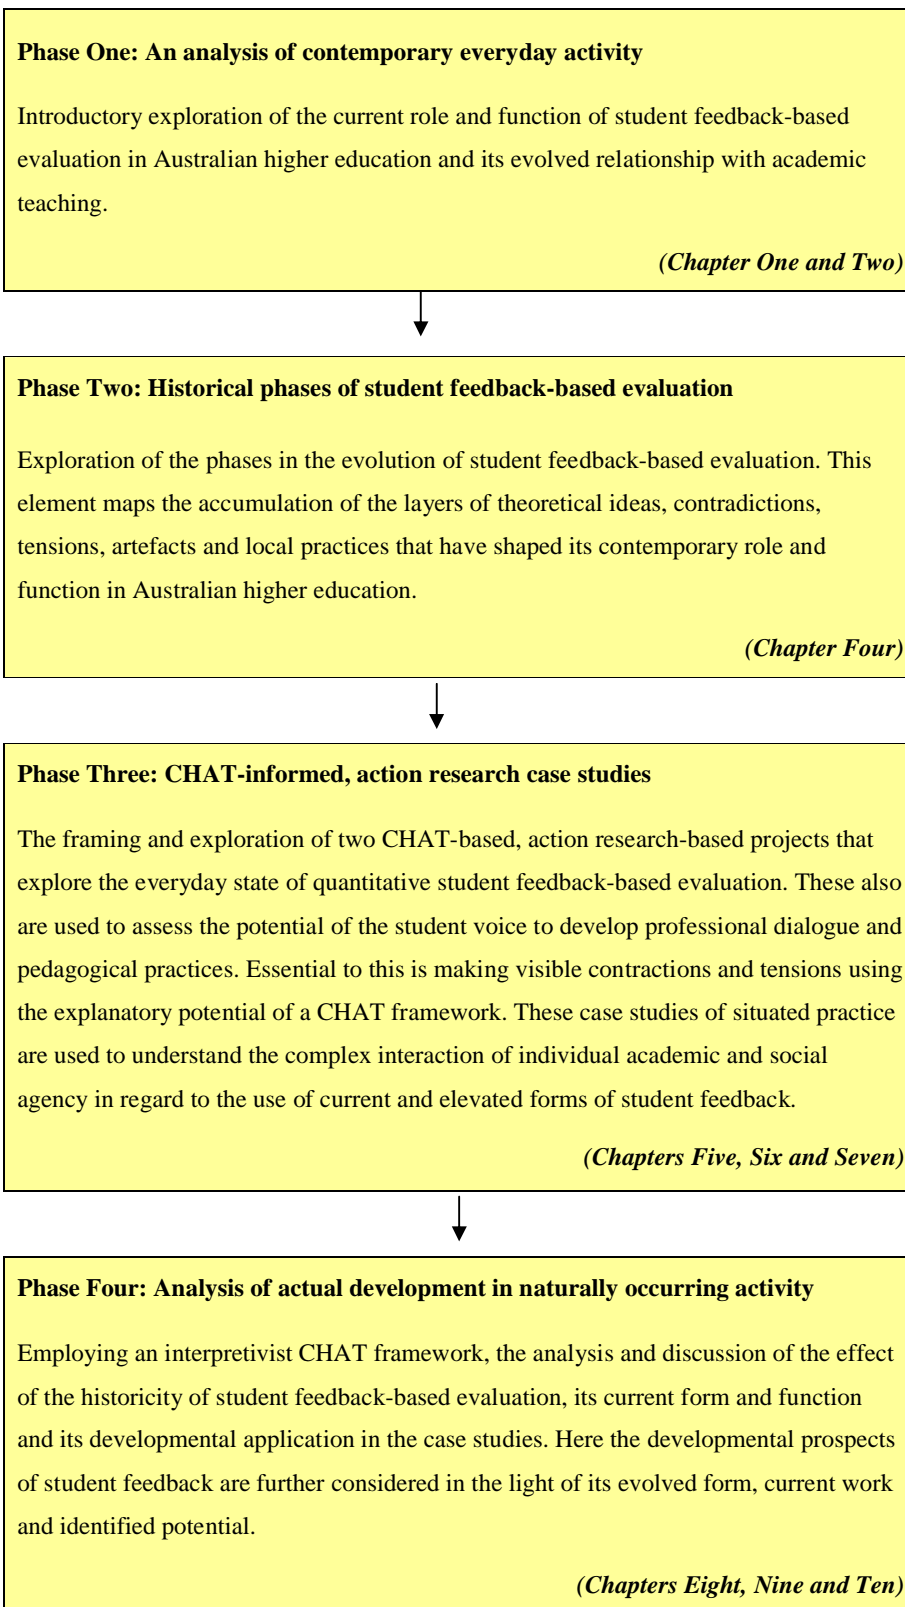 Phase One: An analysis of contemporary everyday activity
Introductory exploration of the current role and function of student feedback-based
evaluation in Australian higher education and its evolved relationship with academic
teaching.
(Chapter One and Two)
Phase Two: Historical phases of student feedback-based evaluation
Exploration of the phases in the evolution of student feedback-based evaluation. This
element maps the accumulation of the layers of theoretical ideas, contradictions,
tensions, artefacts and local practices that have shaped its contemporary role and
function in Australian higher education.
(Chapter Four)
Phase Three: CHAT-informed, action research case studies
The framing and exploration of two CHAT-based, action research-based projects that
explore the everyday state of quantitative student feedback-based evaluation. These also
are used to assess the potential of the student voice to develop professional dialogue and
pedagogical practices. Essential to this is making visible contractions and tensions using
the explanatory potential of a CHAT framework. These case studies of situated practice
are used to understand the complex interaction of individual academic and social
agency in regard to the use of current and elevated forms of student feedback.
(Chapters Five, Six and Seven)
Phase Four: Analysis of actual development in naturally occurring activity
Employing an interpretivist CHAT framework, the analysis and discussion of the effect
of the historicity of student feedback-based evaluation, its current form and function
and its developmental application in the case studies. Here the developmental prospects
of student feedback are further considered in the light of its evolved form, current work
and identified potential.
(Chapters Eight, Nine and Ten)